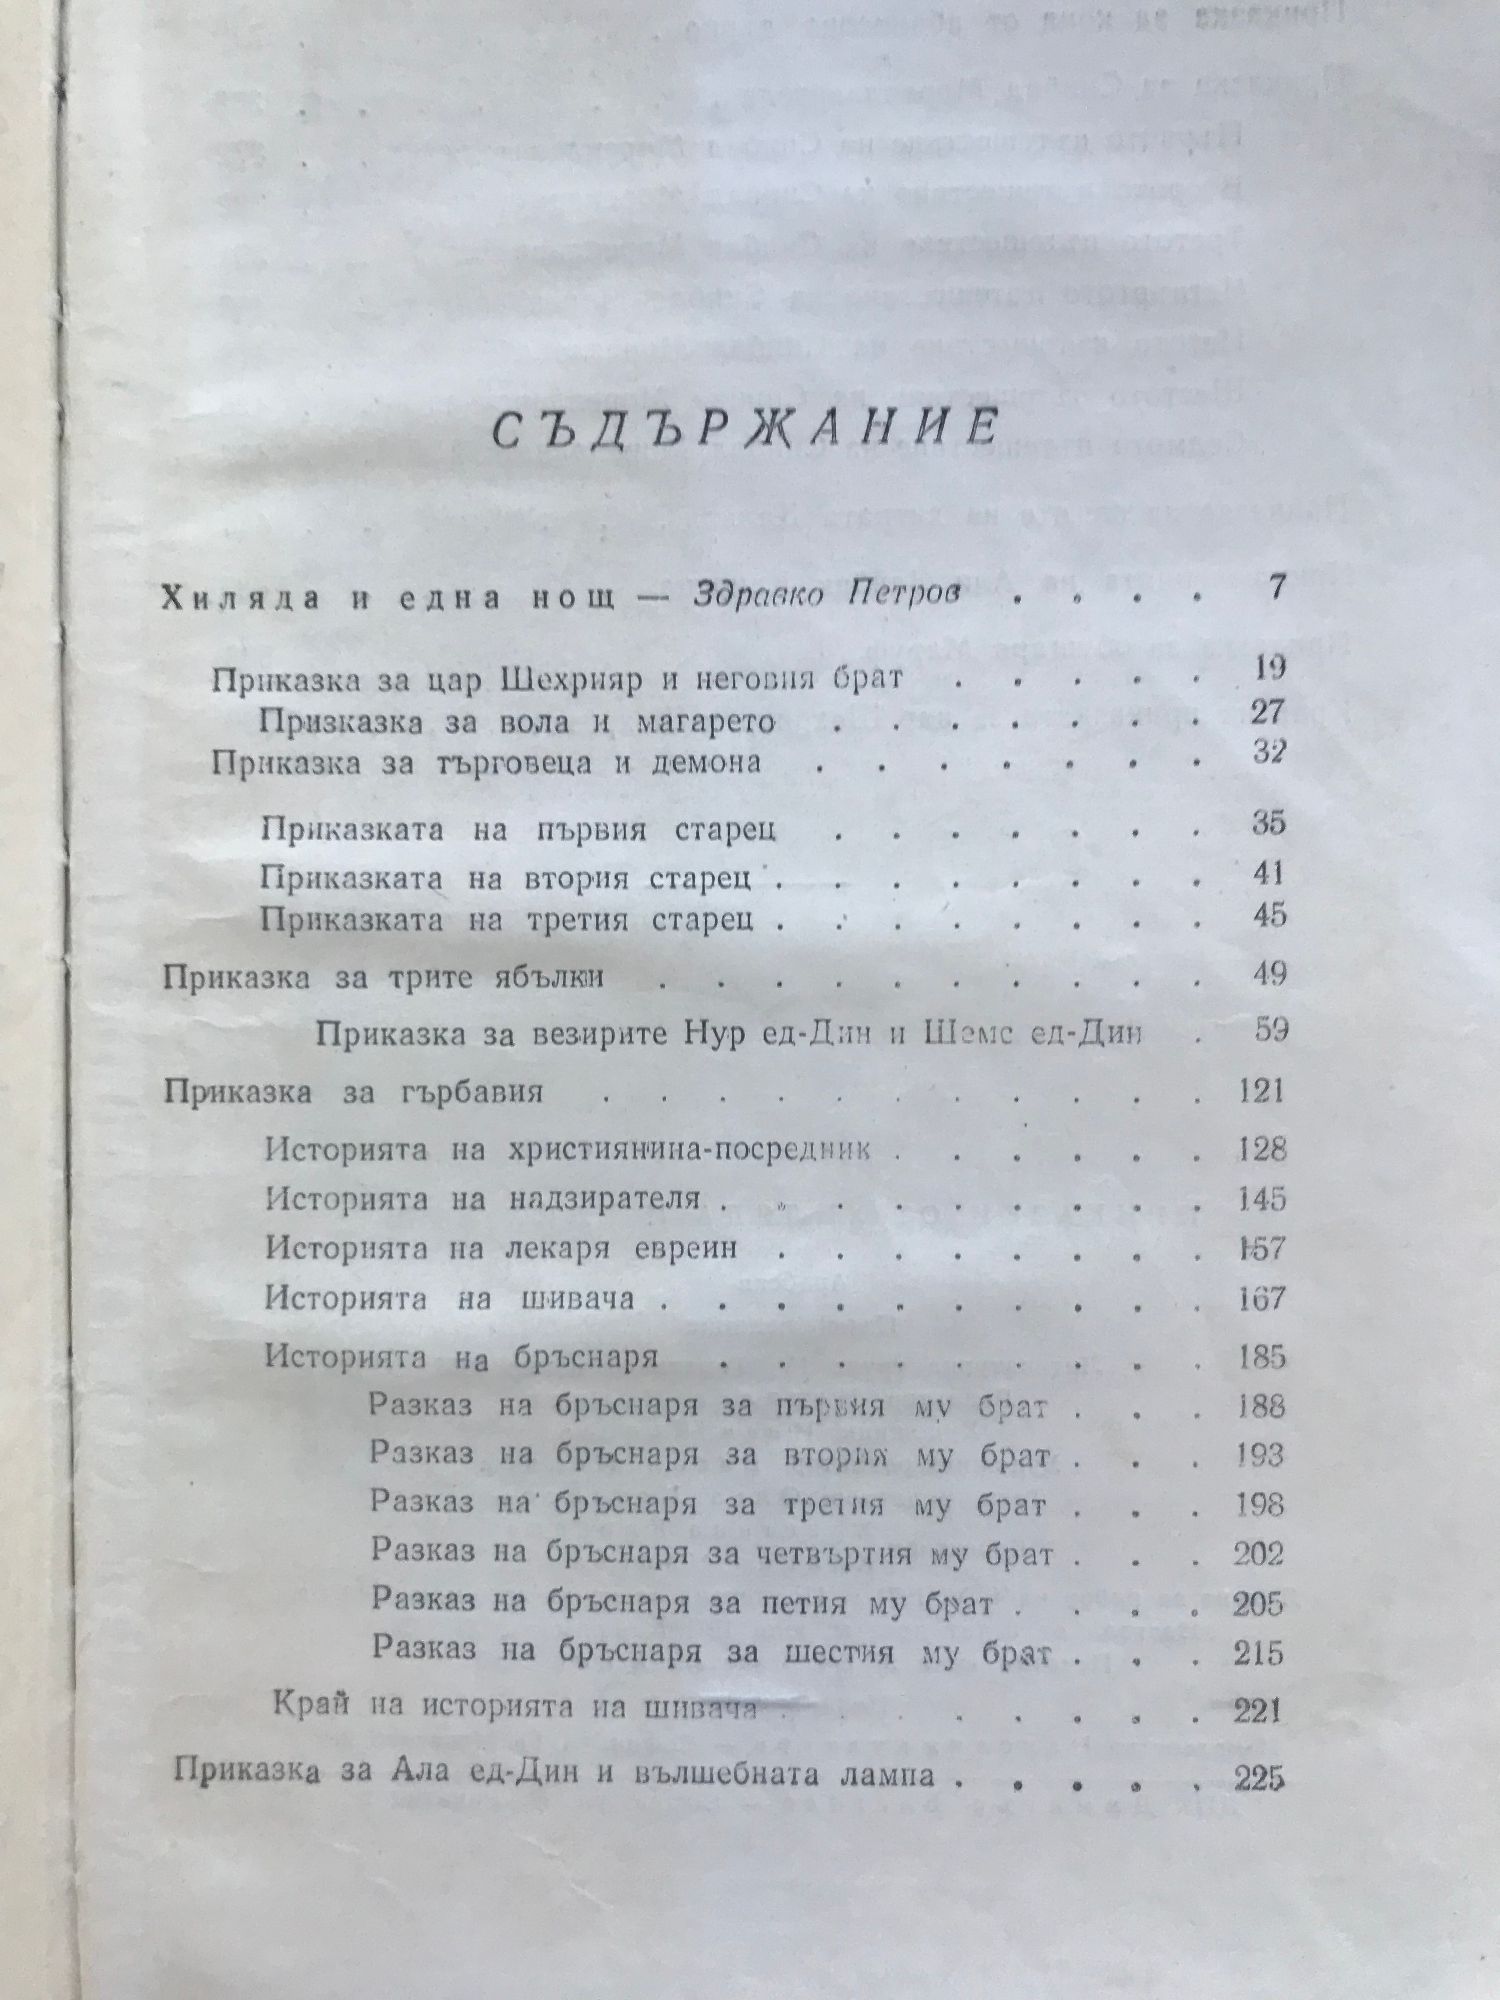 СЪДЪРЖАНИЕ
Хиляда и една нощ — Здравко Петров . . . . 7
Приказка за цар Шехрияр и неговия брат . . . . . 19
Призказка за вола и магарето . . . . . . . 27
Приказка за търговеца и демона . . . . . . . 32
Приказката на първия старец . . . . . . . 35
Приказката на втория старец . . . . . . . . 41
Приказката на третия старец . . . . . . . . 45
Приказка за трите ябълки . . . . . . . . . . 49
Приказка за везирите Нур ед-Дин и Шемс ед-Дин . 59
Приказка за гърбавия . . . . . . . . . . . 121
Историята на християнина-посредник . . . . . . 128
Историята на надзирателя . . . . . . . . . 145
Историята на лекаря евреин . . . . . . . . 157
Историята на шивача . . . . . . . . . . 167
Историята на бръснаря . . . . . . . . . 185
Разказ на бръснаря за първия му брат . . . 188
Разказ на бръснаря за втория му брат . . . 193
Разказ на бръснаря за третия му брат . . . 198
Разказ на бръснаря за четвъртия му брат . . . 202
Разказ на бръснаря за петия му брат . . . . 205
Разказ на бръснаря за шестия му брат . . . 215
Край на историята на шивача . . . . . . . . 221
Приказка за Ала ед-Дин и вълшебната лампа . . . . . 225